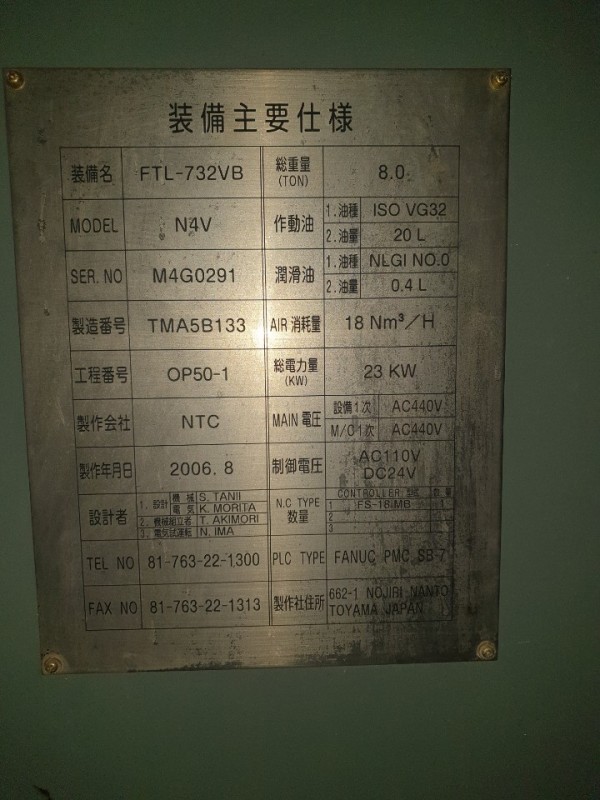 装備主要仕様
装備名 FTL-732VB 総重量 (TON) 8.0
MODEL N4V 作動油 1.油種 ISO VG32
2.油量 20 L
SER. NO M4G0291 潤滑油 1.油種 NLGI NO.0
2.油量 0.4 L
製造番号 TMA5B133 AIR 消耗量 18 Nm³/H
工程番号 OP50-1 総電力量 (KW) 23 KW
製作会社 NTC MAIN 電圧 設備1次 AC440V
M/C1次 AC440V
製作年月日 2006. 8 制御電圧 AC110V
DC24V
設計者 1. 設計 機械 S. TANII N.C TYPE 数量 CONTROLLER 型式 数量
電気 K. MORITA 1 FS-18iMB 1
2. 機械組立者 T. AKIMORI 2
3. 電気試運転 N. IMA 3
TEL NO 81-763-22-1300 PLC TYPE FANUC PMC SB-7
FAX NO 81-763-22-1313 製作社住所 662-1 NOJIRI NANTO
TOYAMA JAPAN